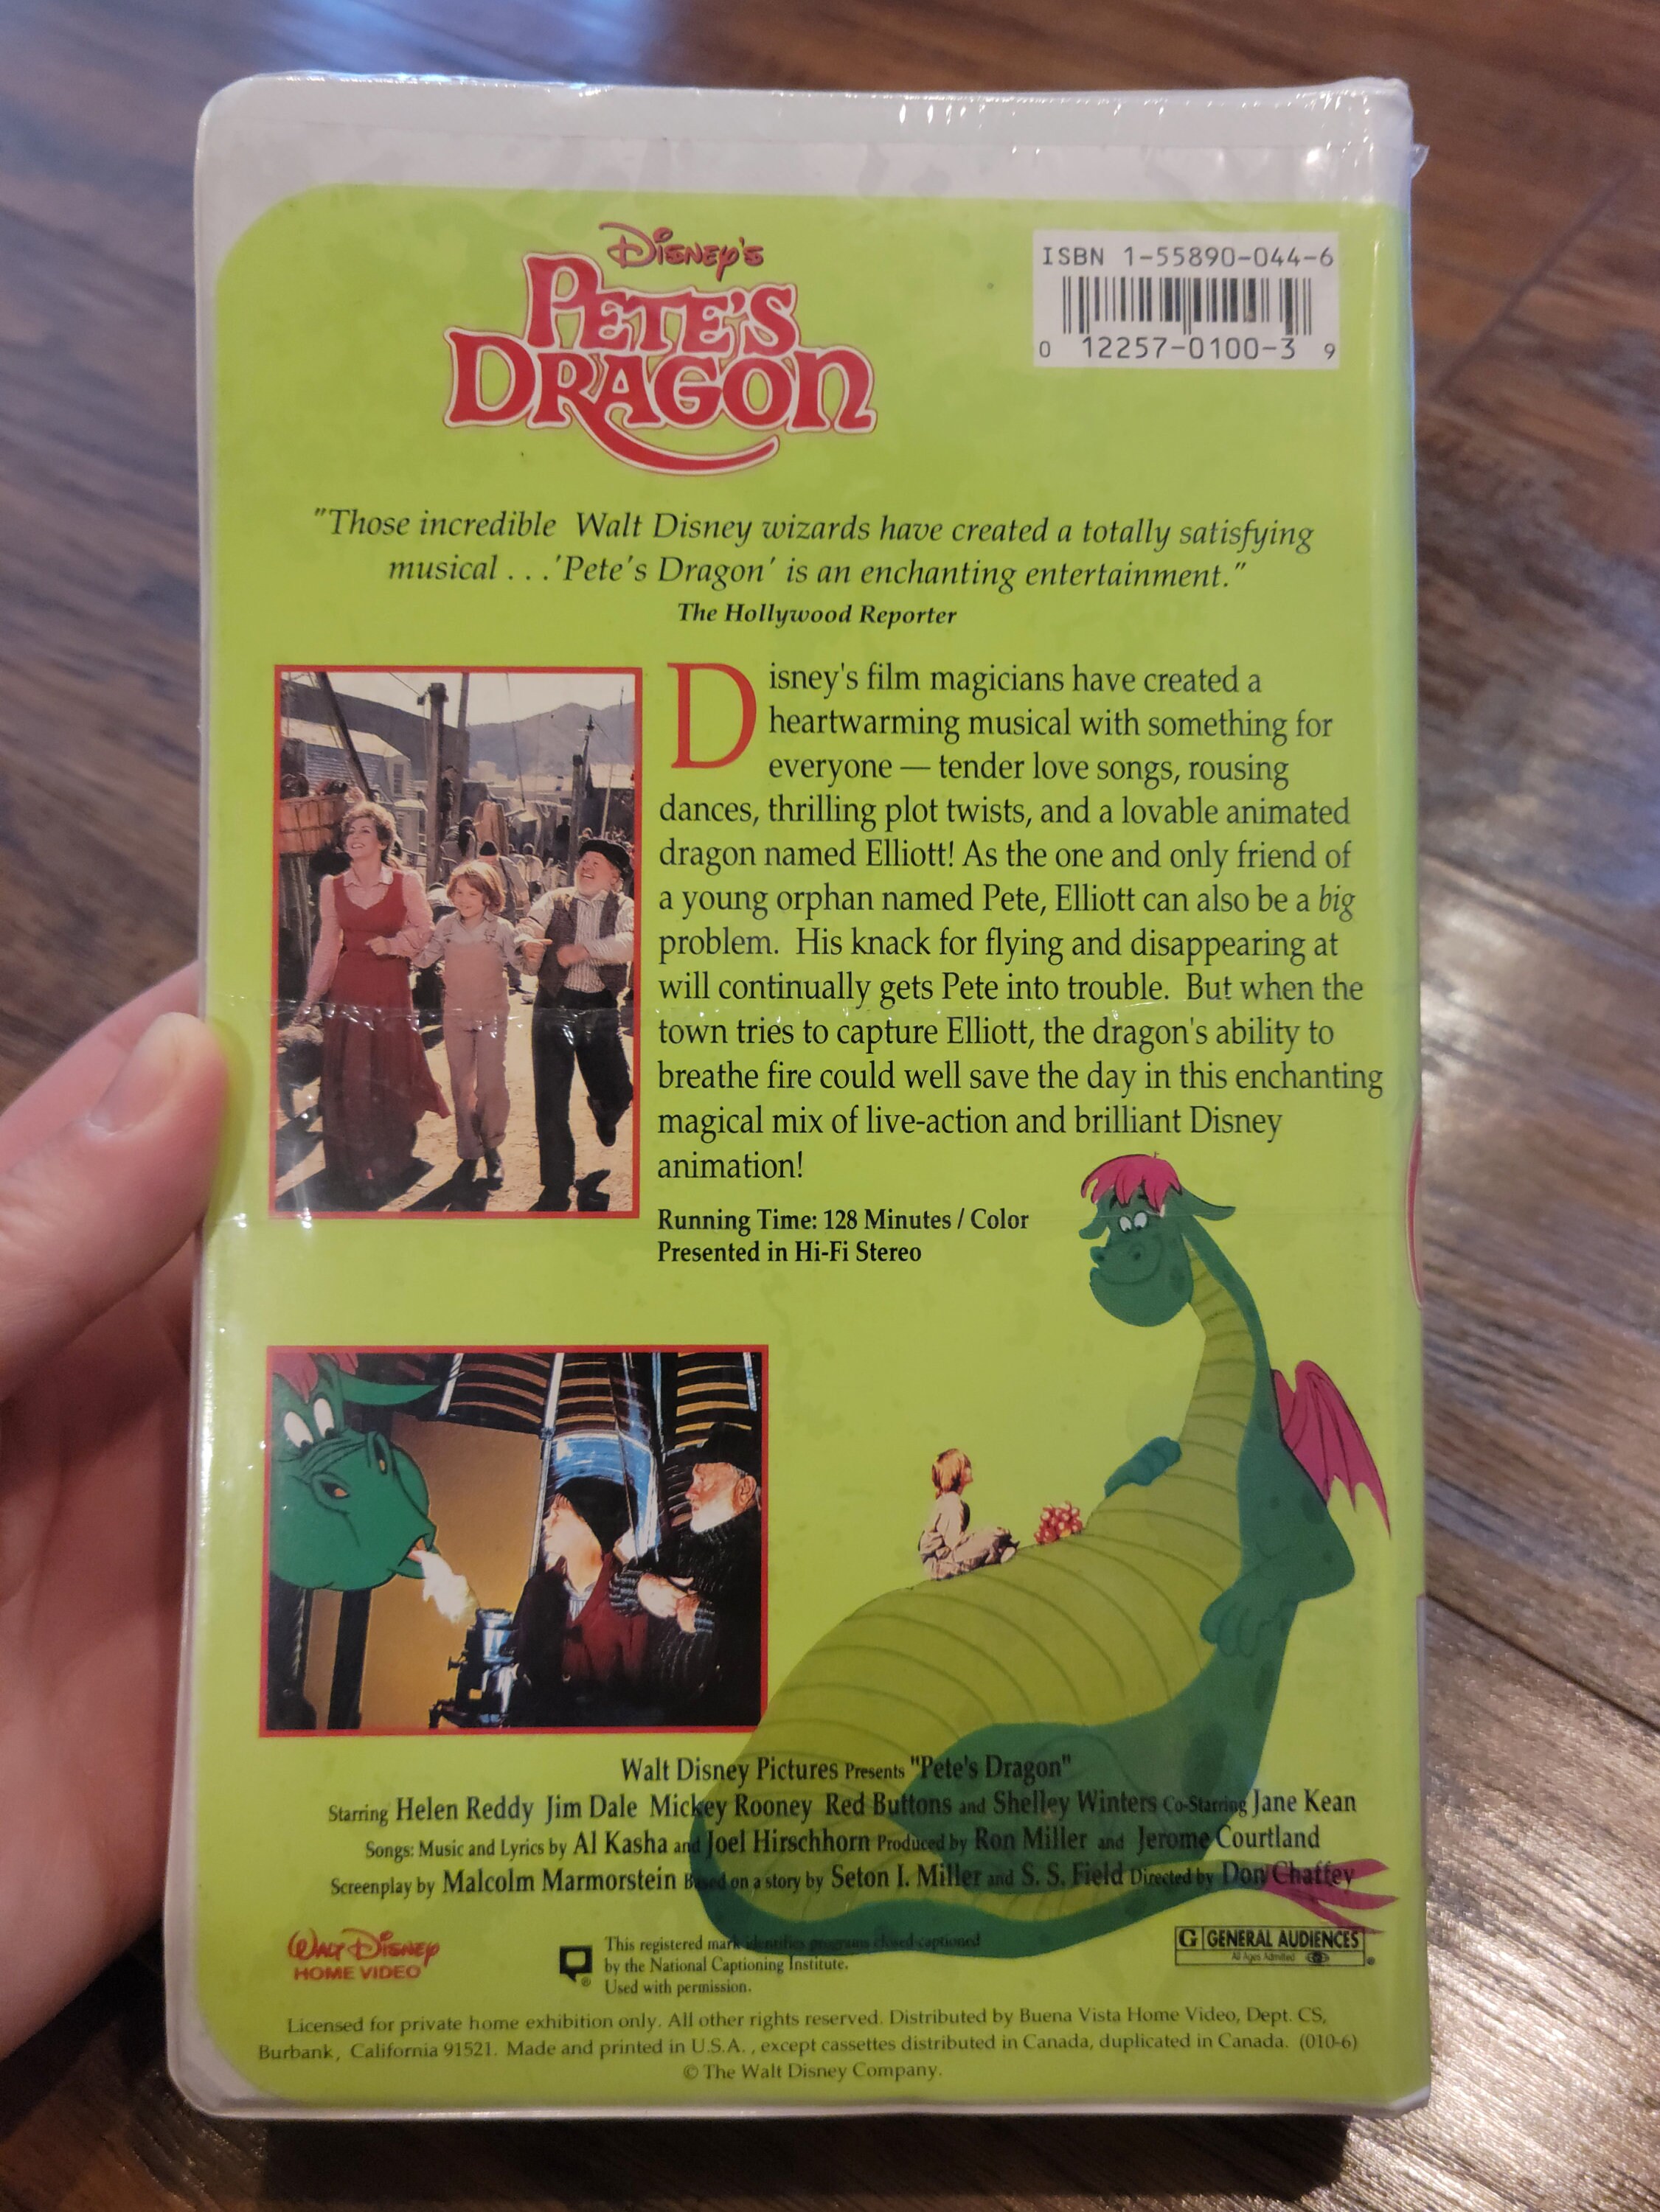 Disney's
PETE'S
DRAGON
ISBN 1-55890-044-6
0 12257-0100-3 9
"Those incredible Walt Disney wizards have created a totally satisfying
musical . . .'Pete's Dragon' is an enchanting entertainment."
The Hollywood Reporter
Disney's film magicians have created a
heartwarming musical with something for
everyone — tender love songs, rousing
dances, thrilling plot twists, and a lovable animated
dragon named Elliott! As the one and only friend of
a young orphan named Pete, Elliott can also be a big
problem. His knack for flying and disappearing at
will continually gets Pete into trouble. But when the
town tries to capture Elliott, the dragon's ability to
breathe fire could well save the day in this enchanting
magical mix of live-action and brilliant Disney
animation!
Running Time: 128 Minutes / Color
Presented in Hi-Fi Stereo
Walt Disney Pictures Presents "Pete's Dragon"
Starring Helen Reddy Jim Dale Mickey Rooney Red Buttons and Shelley Winters Co-Starring Jane Kean
Songs: Music and Lyrics by Al Kasha and Joel Hirschhorn Produced by Ron Miller and Jerome Courtland
Screenplay by Malcolm Marmorstein Based on a story by Seton I. Miller and S. S. Field Directed by Don Chaffey
WALT DISNEY
HOME VIDEO
This registered mark identifies programs closed captioned
by the National Captioning Institute.
Used with permission.
G GENERAL AUDIENCES
All Ages Admitted
Licensed for private home exhibition only. All other rights reserved. Distributed by Buena Vista Home Video, Dept. CS,
Burbank, California 91521. Made and printed in U.S.A., except cassettes distributed in Canada, duplicated in Canada. (010-6)
© The Walt Disney Company.